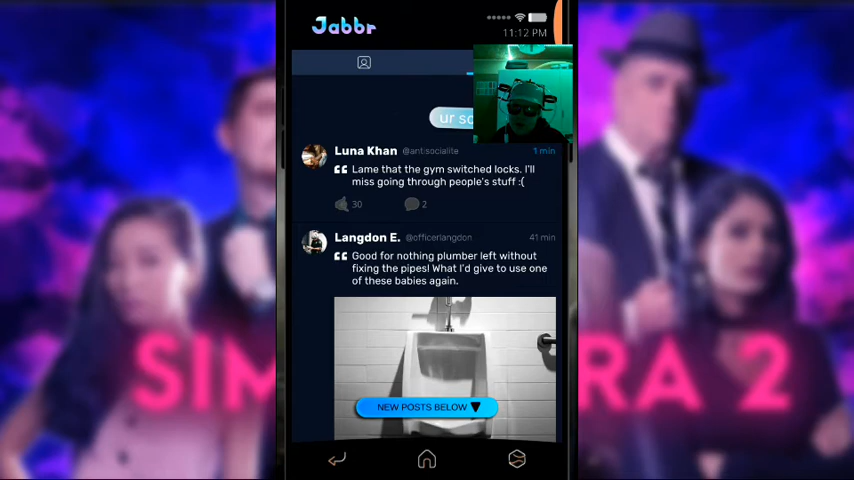 Jabbr
11:12 PM
ur so
Luna Khan @antisocialite 1 min
Lame that the gym switched locks. I'll
miss going through people's stuff :(
30 2
Langdon E. @officerlangdon 41 min
Good for nothing plumber left without
fixing the pipes! What I'd give to use one
of these babies again.
NEW POSTS BELOW
SIM RA 2